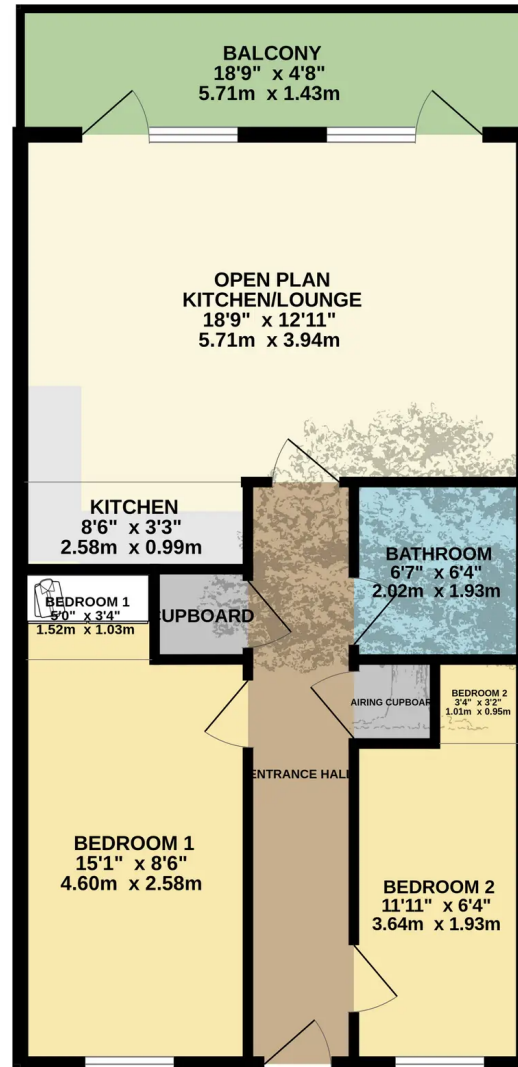 BALCONY
18'9" x 4'8"
5.71m x 1.43m
OPEN PLAN
KITCHEN/LOUNGE
18'9" x 12'11"
5.71m x 3.94m
KITCHEN
8'6" x 3'3"
2.58m x 0.99m
BATHROOM
6'7" x 6'4"
2.02m x 1.93m
BEDROOM 1
5'0" x 3'4"
1.52m x 1.03m
CUPBOARD
AIRING CUPBOARD
BEDROOM 2
3'4" x 3'2"
1.01m x 0.95m
ENTRANCE HALL
BEDROOM 1
15'1" x 8'6"
4.60m x 2.58m
BEDROOM 2
11'11" x 6'4"
3.64m x 1.93m